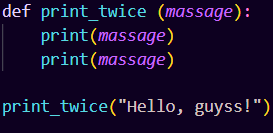 def print_twice (massage):
    print(massage)
    print(massage)

print_twice("Hello, guyss!")